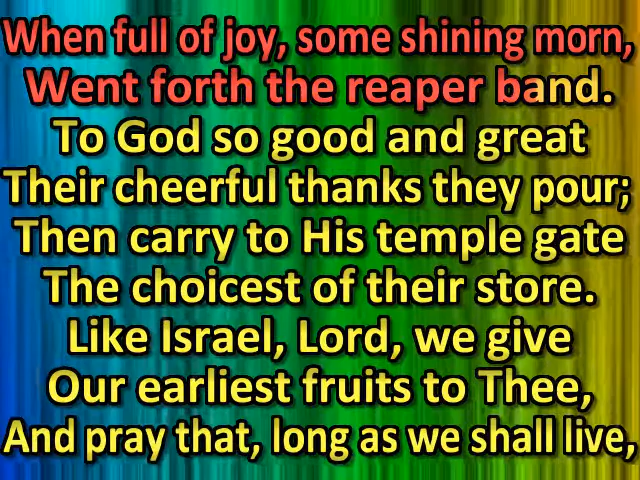 When full of joy, some shining morn,
Went forth the reaper band.
To God so good and great
Their cheerful thanks they pour;
Then carry to His temple gate
The choicest of their store.
Like Israel, Lord, we give
Our earliest fruits to Thee,
And pray that, long as we shall live,